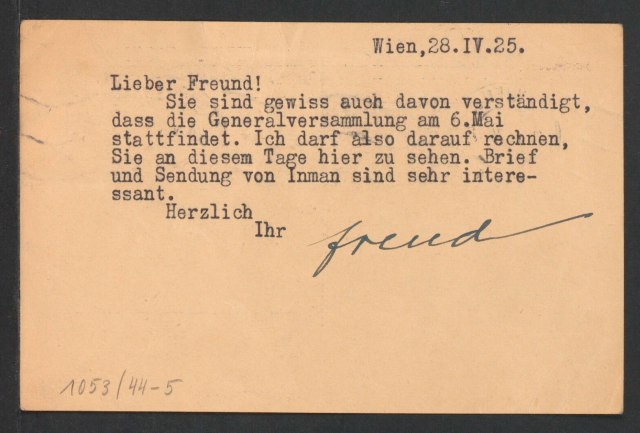 Wien,28.IV.25.
Lieber Freund!
Sie sind gewiss auch davon verständigt,
dass die Generalversammlung am 6.Mai
stattfindet. Ich darf also darauf rechnen,
Sie an diesem Tage hier zu sehen. Brief
und Sendung von Inman sind sehr intere-
ssant.
Herzlich
Ihr freud
1053/44-5